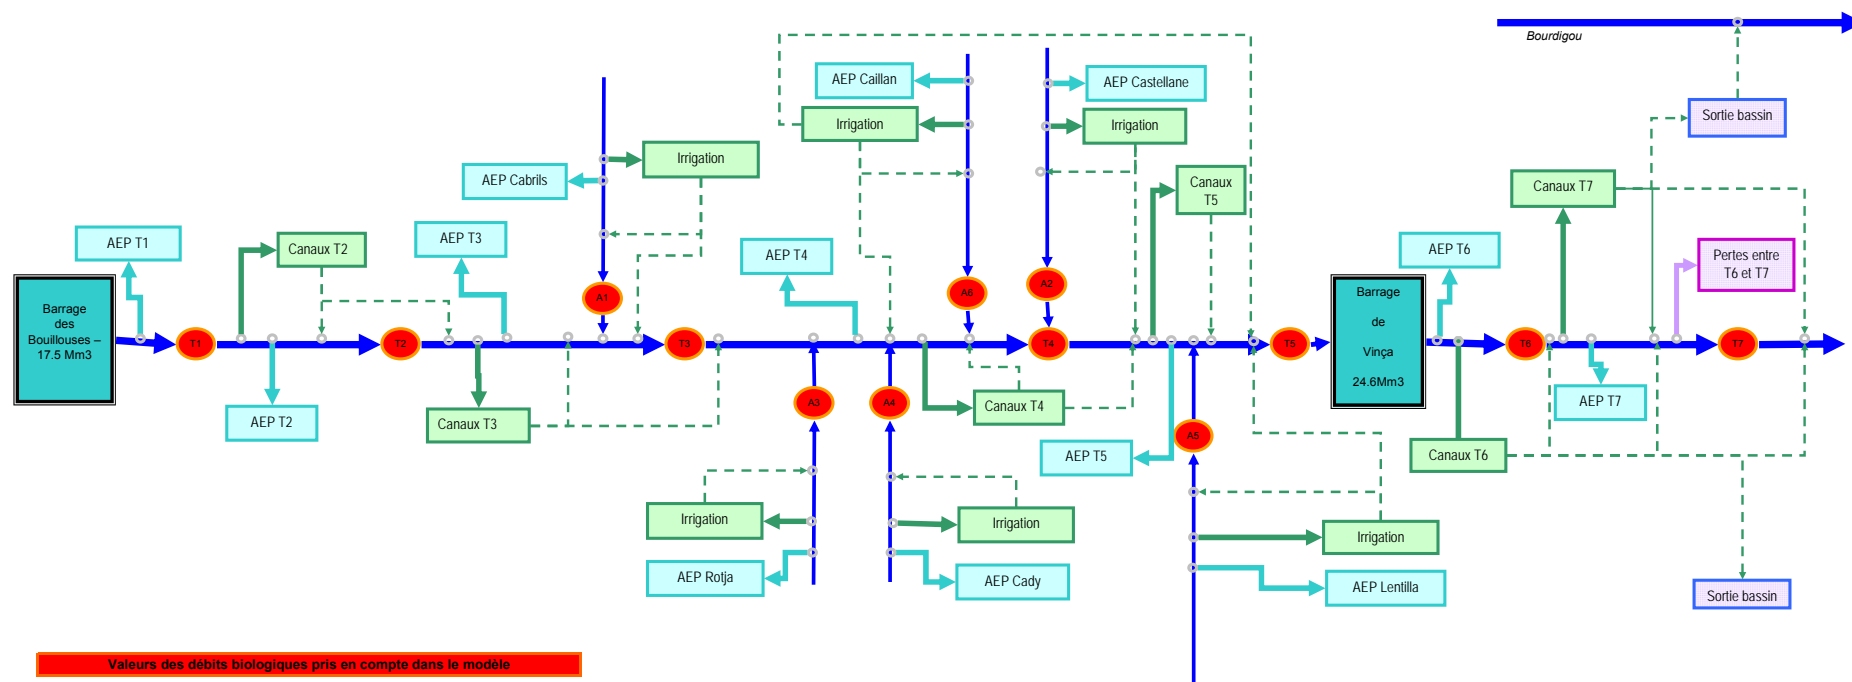 Bourdigou
AEP Caillan
AEP Castellane
Irrigation
Irrigation
Sortie bassin
Irrigation
AEP Cabrils
Canaux
T5
Canaux T7
AEP T1
Canaux T2
AEP T3
AEP T4
AEP T6
Pertes entre
T6 et T7
Barrage
des
Bouillouses –
17.5 Mm3
A1
A6
A2
Barrage
de
Vinça
24.6Mm3
T1
T2
T3
T4
T5
T6
T7
AEP T2
Canaux T3
A3
A4
Canaux T4
AEP T7
A5
AEP T5
Canaux T6
Irrigation
Irrigation
Irrigation
AEP Rotja
AEP Cady
AEP Lentilla
Sortie bassin
Valeurs des débits biologiques pris en compte dans le modèle